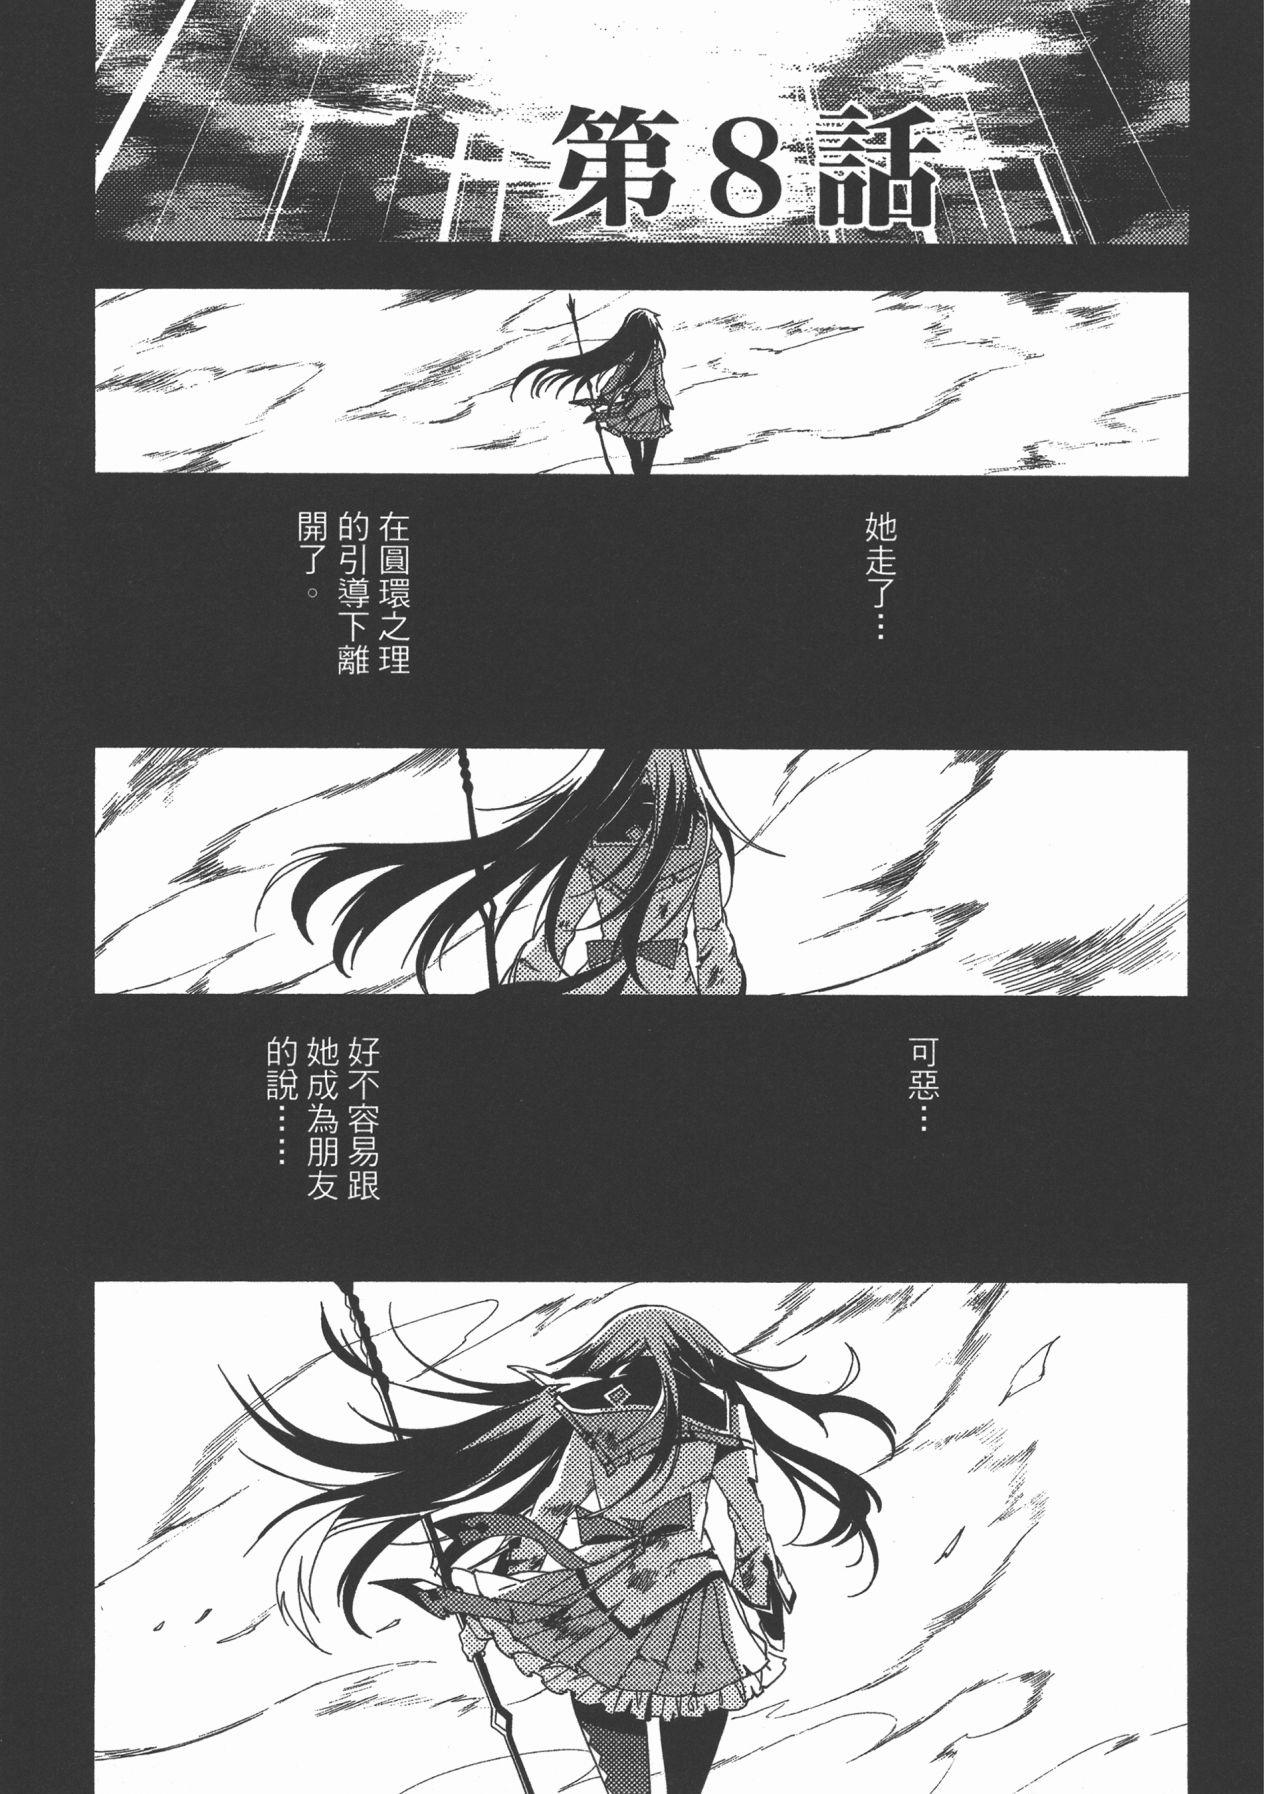 第8話
她走了…
在圓環之理
的引導下離
開了。
可惡…
好不容易跟
她成為朋友
的說……